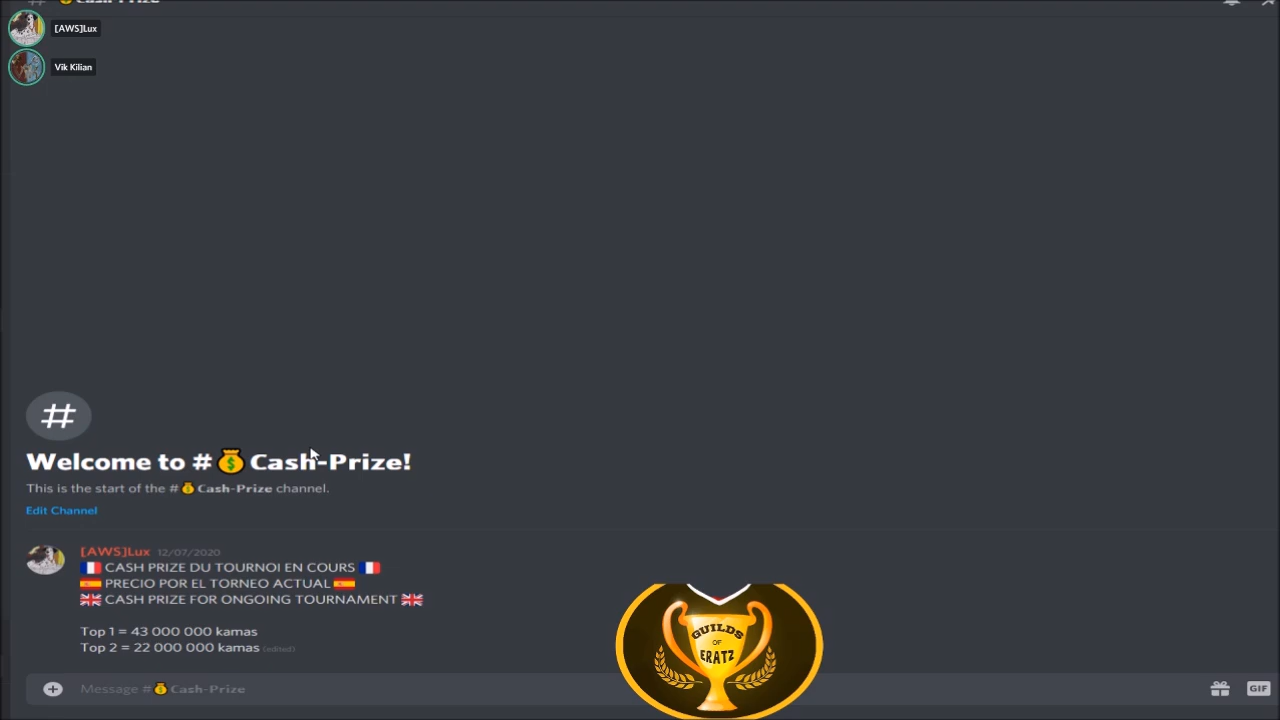 Cash-Prize
[AWS]Lux
Vik Kilian
#
Welcome to # Cash-Prize!
This is the start of the # Cash-Prize channel.
Edit Channel
[AWS]Lux 12/07/2020
CASH PRIZE DU TOURNOI EN COURS
PRECIO POR EL TORNEO ACTUAL
CASH PRIZE FOR ONGOING TOURNAMENT
Top 1 = 43 000 000 kamas
Top 2 = 22 000 000 kamas (edited)
GUILDS
OF
ERATZ
Message # Cash-Prize
GIF